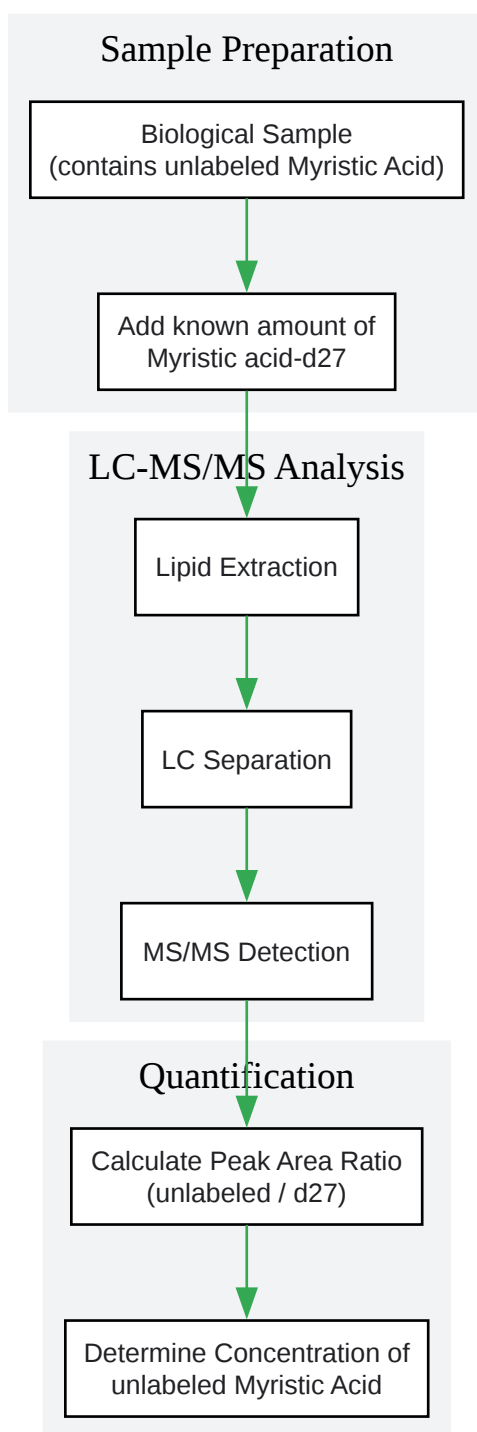 Sample Preparation
Biological Sample
(contains unlabeled Myristic Acid)
Add known amount of
Myristic acid-d27
LC-MS/MS Analysis
Lipid Extraction
LC Separation
MS/MS Detection
Quantification
Calculate Peak Area Ratio
(unlabeled / d27)
Determine Concentration of
unlabeled Myristic Acid